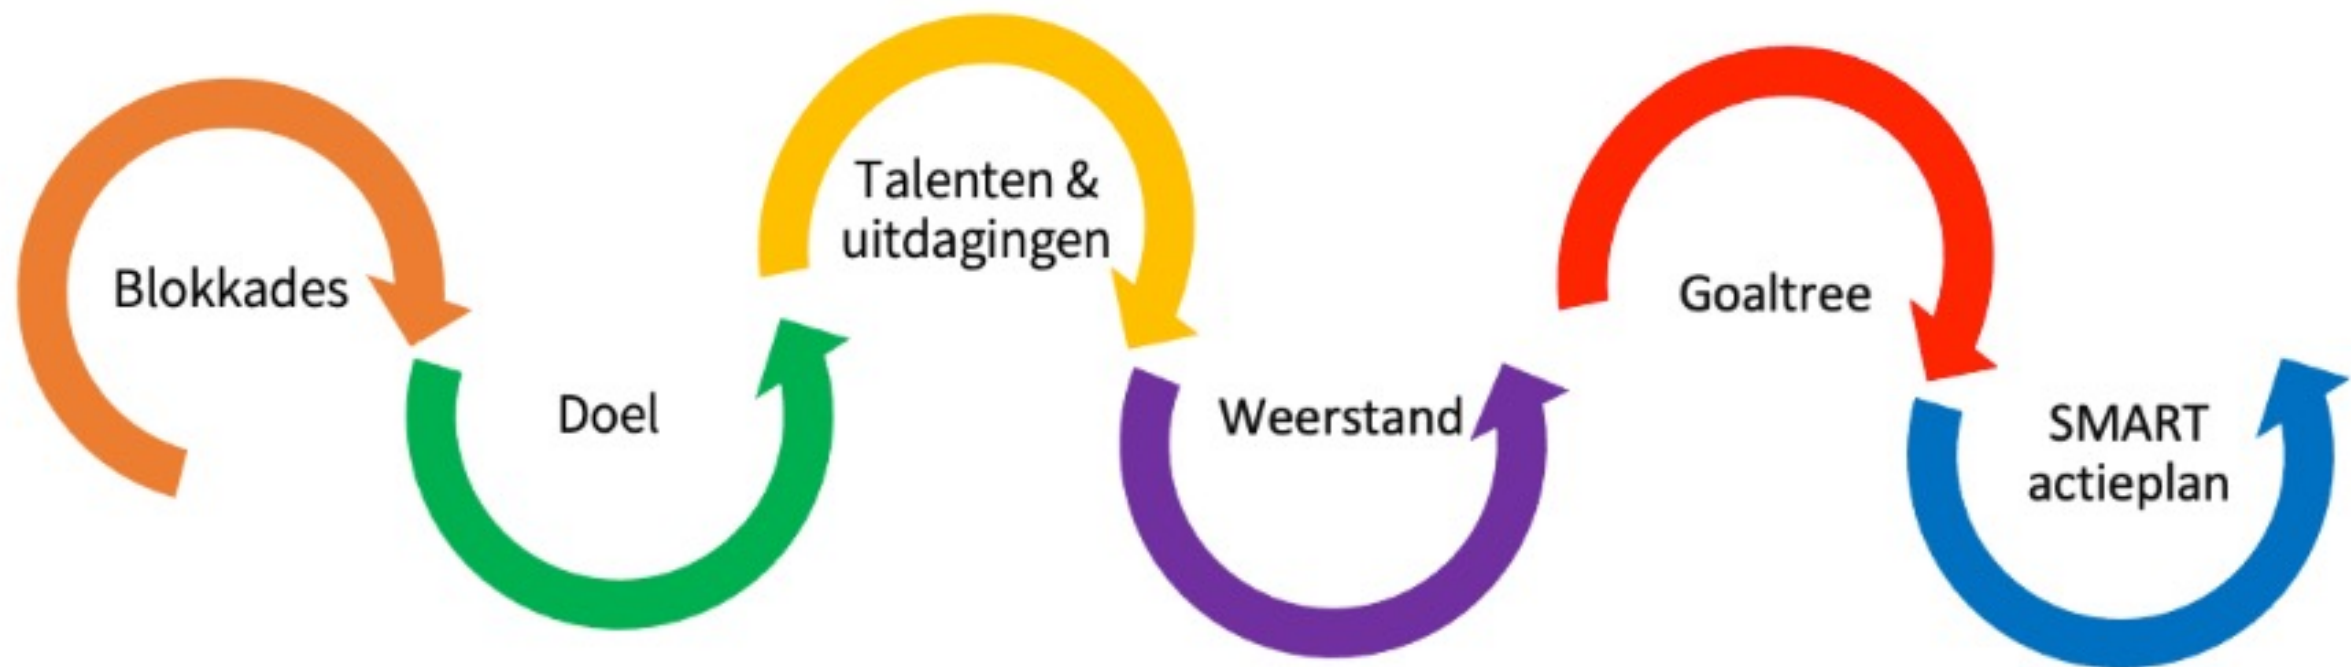 Blokkades
Doel
Talenten &
uitdagingen
Weerstand
Goaltree
SMART
actieplan